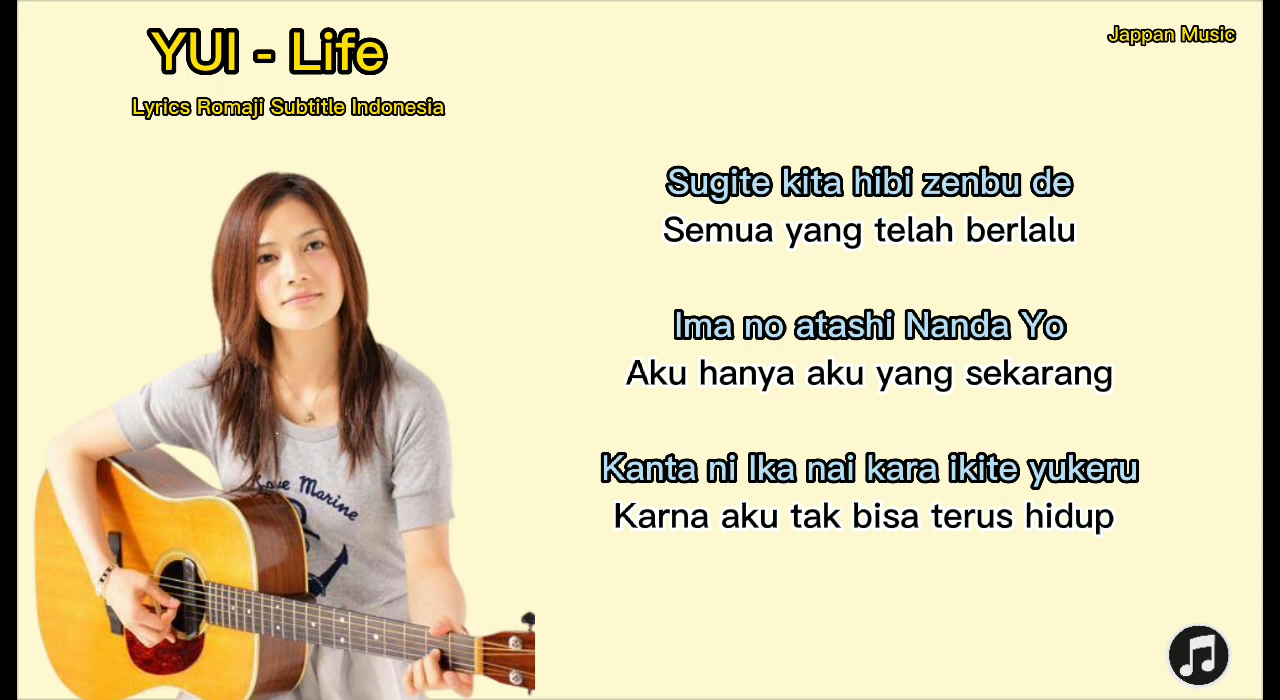 YUI - Life
Jappan Music
Lyrics Romaji Subtitle Indonesia
Sugite kita hibi zenbu de
Semua yang telah berlalu
Ima no atashi Nanda Yo
Aku hanya aku yang sekarang
Kanta ni Ika nai kara ikite yukeru
Karna aku tak bisa terus hidup
Marine